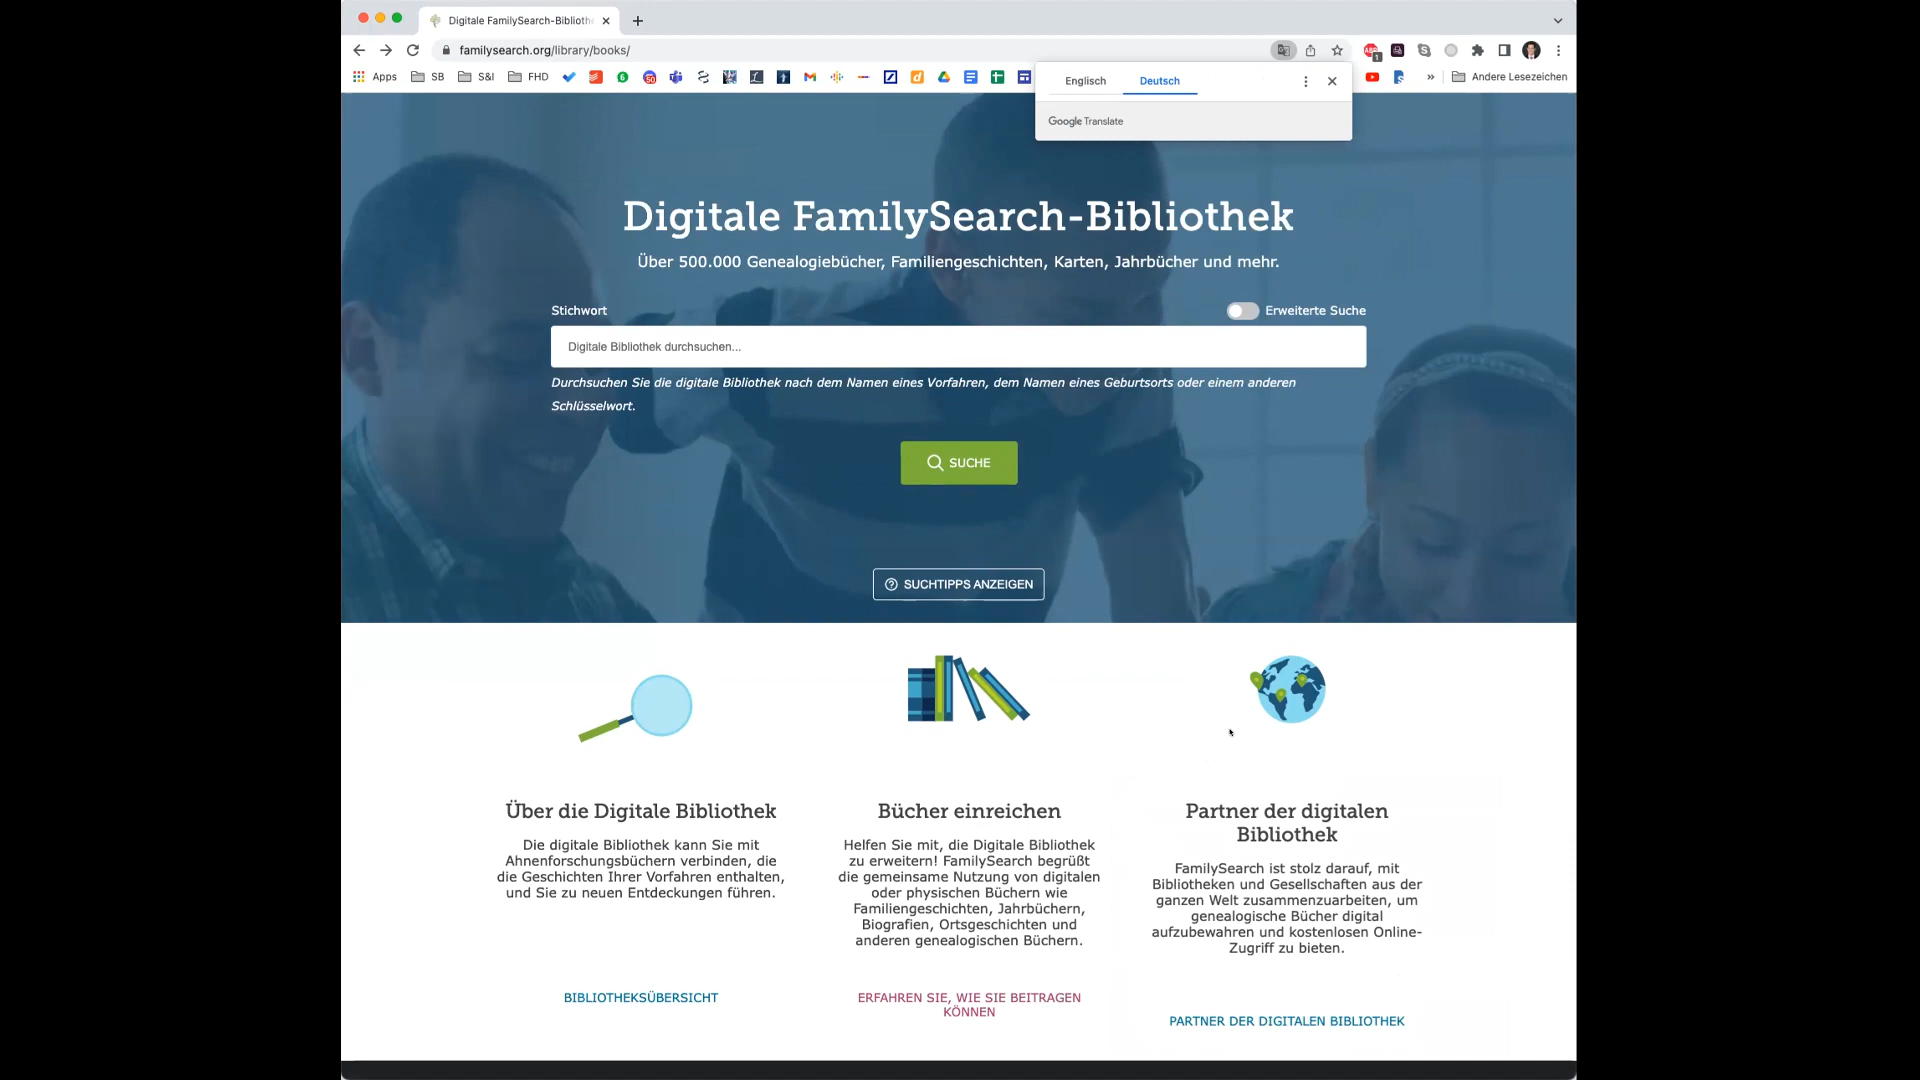 Digitale FamilySearch-Biblioth
familysearch.org/library/books/
Apps
SB
S&I
FHD
Andere Lesezeichen
Englisch
Deutsch
Google Translate
Digitale FamilySearch-Bibliothek
Über 500.000 Genealogiebücher, Familiengeschichten, Karten, Jahrbücher und mehr.
Stichwort
Erweiterte Suche
Digitale Bibliothek durchsuchen...
Durchsuchen Sie die digitale Bibliothek nach dem Namen eines Vorfahren, dem Namen eines Geburtsorts oder einem anderen
Schlüsselwort.
SUCHE
SUCHTIPPS ANZEIGEN
Über die Digitale Bibliothek
Die digitale Bibliothek kann Sie mit
Ahnenforschungsbüchern verbinden, die
die Geschichten Ihrer Vorfahren enthalten,
und Sie zu neuen Entdeckungen führen.
BIBLIOTHEKSÜBERSICHT
Bücher einreichen
Helfen Sie mit, die Digitale Bibliothek
zu erweitern! FamilySearch begrüßt
die gemeinsame Nutzung von digitalen
oder physischen Büchern wie
Familiengeschichten, Jahrbüchern,
Biografien, Ortsgeschichten und
anderen genealogischen Büchern.
ERFAHREN SIE, WIE SIE BEITRAGEN
KÖNNEN
Partner der digitalen
Bibliothek
FamilySearch ist stolz darauf, mit
Bibliotheken und Gesellschaften aus der
ganzen Welt zusammenzuarbeiten, um
genealogische Bücher digital
aufzubewahren und kostenlosen Online-
Zugriff zu bieten.
PARTNER DER DIGITALEN BIBLIOTHEK